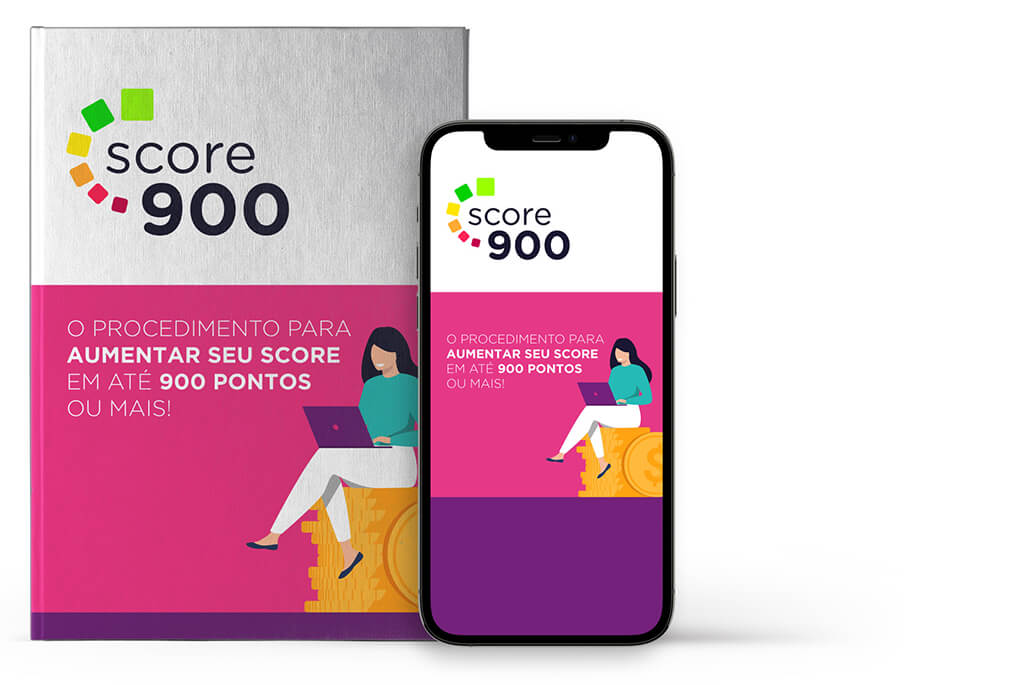 score
900
O PROCEDIMENTO PARA
AUMENTAR SEU SCORE
EM ATÉ 900 PONTOS
OU MAIS!
score
900
O PROCEDIMENTO PARA
AUMENTAR SEU SCORE
EM ATÉ 900 PONTOS
OU MAIS!
$